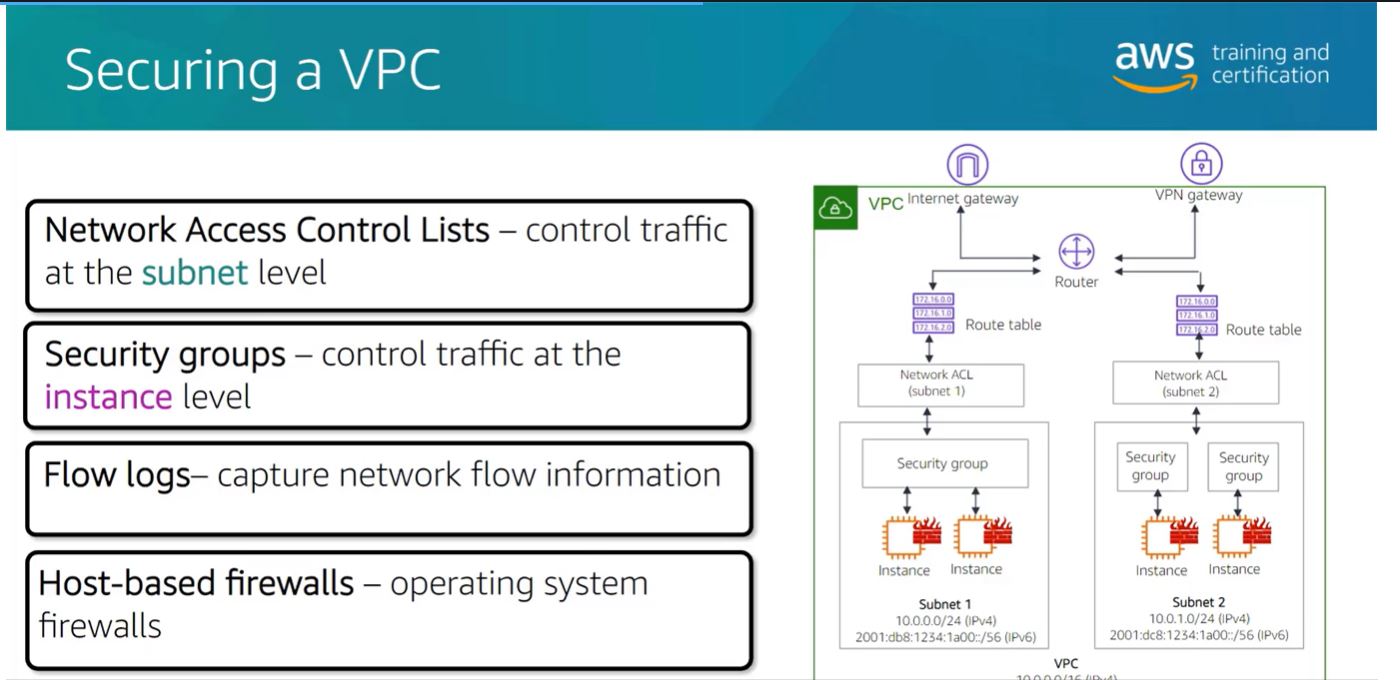 Securing a VPC
aws training and
certification
Network Access Control Lists – control traffic
at the subnet level
Security groups – control traffic at the
instance level
Flow logs– capture network flow information
Host-based firewalls – operating system
firewalls
VPC
Internet gateway
VPN gateway
Router
172.16.0.0
172.16.1.0
172.16.2.0
Route table
172.16.0.0
172.16.1.0
172.16.2.0
Route table
Network ACL
(subnet 1)
Network ACL
(subnet 2)
Security group
Security
group
Security
group
Instance
Instance
Instance
Instance
Subnet 1
10.0.0.0/24 (IPv4)
2001:db8:1234:1a00::/56 (IPv6)
Subnet 2
10.0.1.0/24 (IPv4)
2001:dc8:1234:1a00::/56 (IPv6)
VPC
10.0.0.0/16 (IPv4)